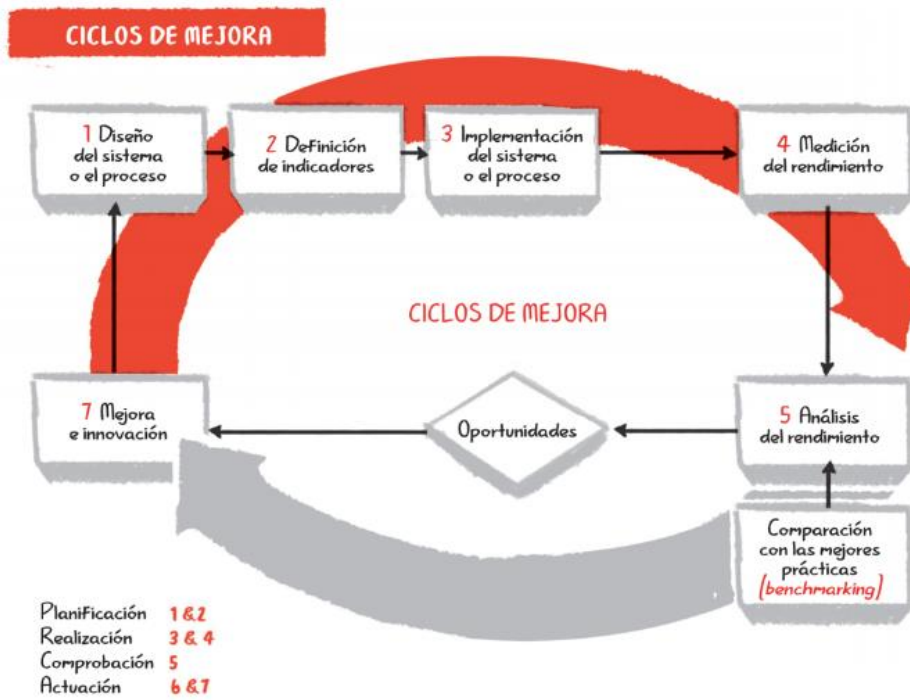 CICLOS DE MEJORA
1 Diseño
del sistema
o el proceso
2 Definición
de indicadores
3 Implementación
del sistema
o el proceso
4 Medición
del rendimiento
CICLOS DE MEJORA
7 Mejora
e innovación
Oportunidades
5 Análisis
del rendimiento
Comparación
con las mejores
prácticas
(benchmarking)
Planificación 1 & 2
Realización 3 & 4
Comprobación 5
Actuación 6 & 7